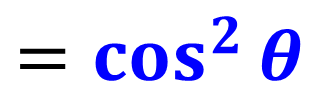 = cos² θ